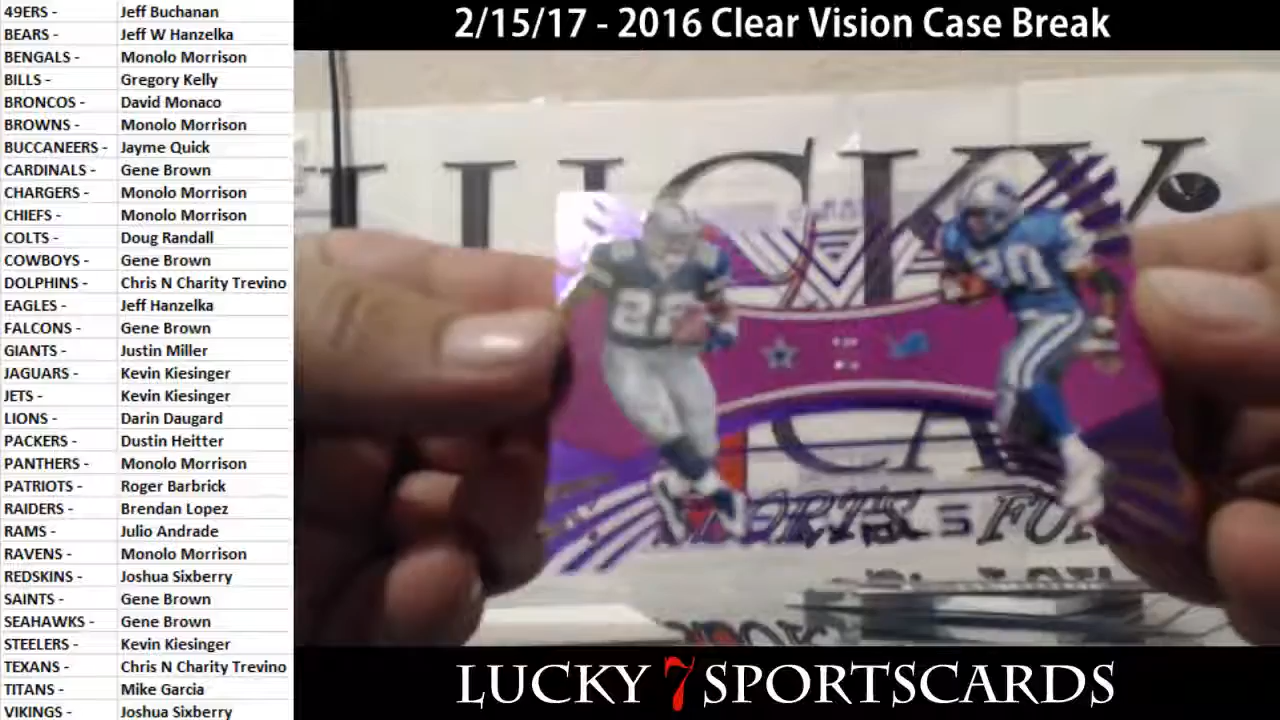 2/15/17 - 2016 Clear Vision Case Break
49ERS - Jeff Buchanan
BEARS - Jeff W Hanzelka
BENGALS - Monolo Morrison
BILLS - Gregory Kelly
BRONCOS - David Monaco
BROWNS - Monolo Morrison
BUCCANEERS - Jayme Quick
CARDINALS - Gene Brown
CHARGERS - Monolo Morrison
CHIEFS - Monolo Morrison
COLTS - Doug Randall
COWBOYS - Gene Brown
DOLPHINS - Chris N Charity Trevino
EAGLES - Jeff Hanzelka
FALCONS - Gene Brown
GIANTS - Justin Miller
JAGUARS - Kevin Kiesinger
JETS - Kevin Kiesinger
LIONS - Darin Daugard
PACKERS - Dustin Heitter
PANTHERS - Monolo Morrison
PATRIOTS - Roger Barbrick
RAIDERS - Brendan Lopez
RAMS - Julio Andrade
RAVENS - Monolo Morrison
REDSKINS - Joshua Sixberry
SAINTS - Gene Brown
SEAHAWKS - Gene Brown
STEELERS - Kevin Kiesinger
TEXANS - Chris N Charity Trevino
TITANS - Mike Garcia
VIKINGS - Joshua Sixberry
LUCKY
22
20
LUCKY 7 SPORTSCARDS